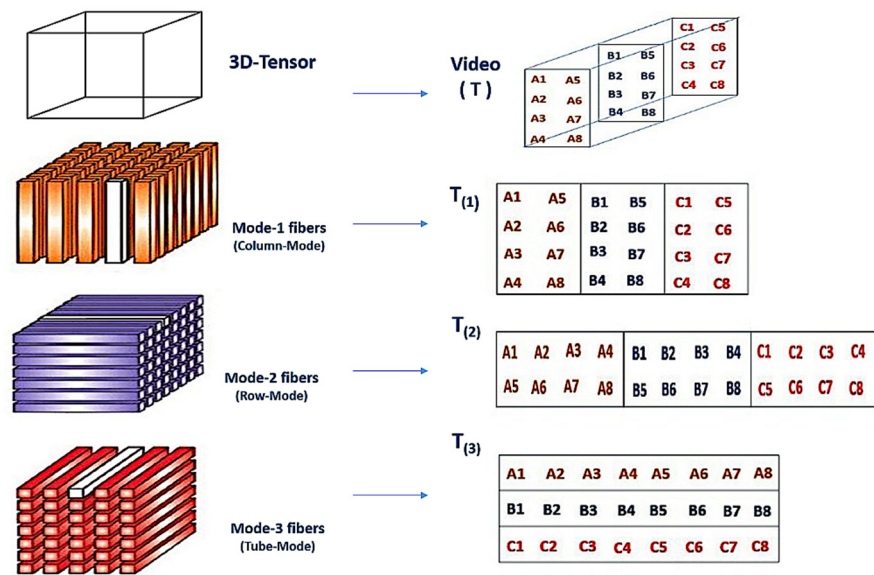 3D-Tensor
Video
( T )
A1 A5
A2 A6
A3 A7
A4 A8
B1 B5
B2 B6
B3 B7
B4 B8
C1 C5
C2 C6
C3 C7
C4 C8
Mode-1 fibers
(Column-Mode)
T(1)
A1 A5 B1 B5 C1 C5
A2 A6 B2 B6 C2 C6
A3 A7 B3 B7 C3 C7
A4 A8 B4 B8 C4 C8
Mode-2 fibers
(Row-Mode)
T(2)
A1 A2 A3 A4 B1 B2 B3 B4 C1 C2 C3 C4
A5 A6 A7 A8 B5 B6 B7 B8 C5 C6 C7 C8
Mode-3 fibers
(Tube-Mode)
T(3)
A1 A2 A3 A4 A5 A6 A7 A8
B1 B2 B3 B4 B5 B6 B7 B8
C1 C2 C3 C4 C5 C6 C7 C8